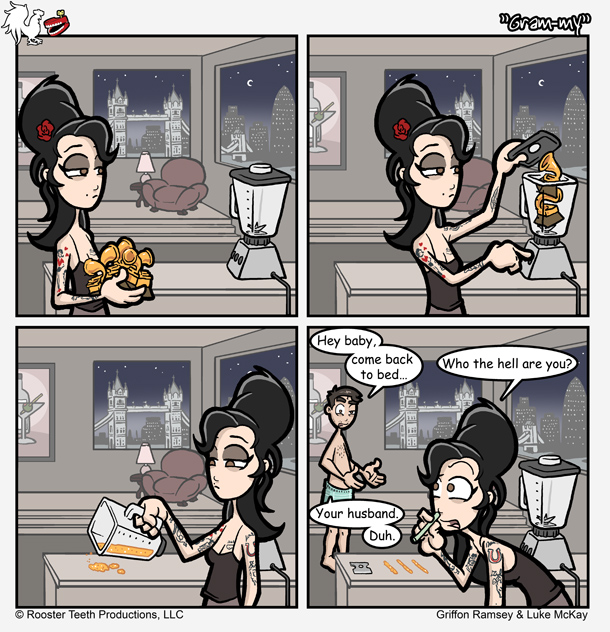 "Gram-my"
Hey baby,
come back
to bed...
Who the hell are you?
Your husband.
Duh.
© Rooster Teeth Productions, LLC
Griffon Ramsey & Luke McKay